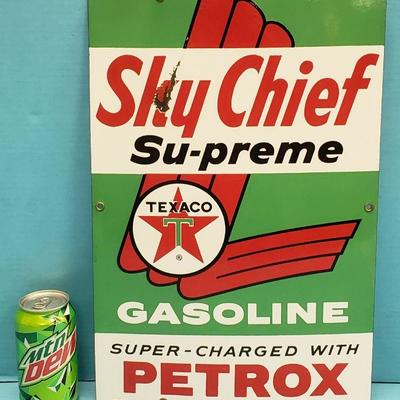 Sky Chief
Su-preme
TEXACO
T
®
GASOLINE
SUPER-CHARGED WITH
PETROX
Mtn
DEW